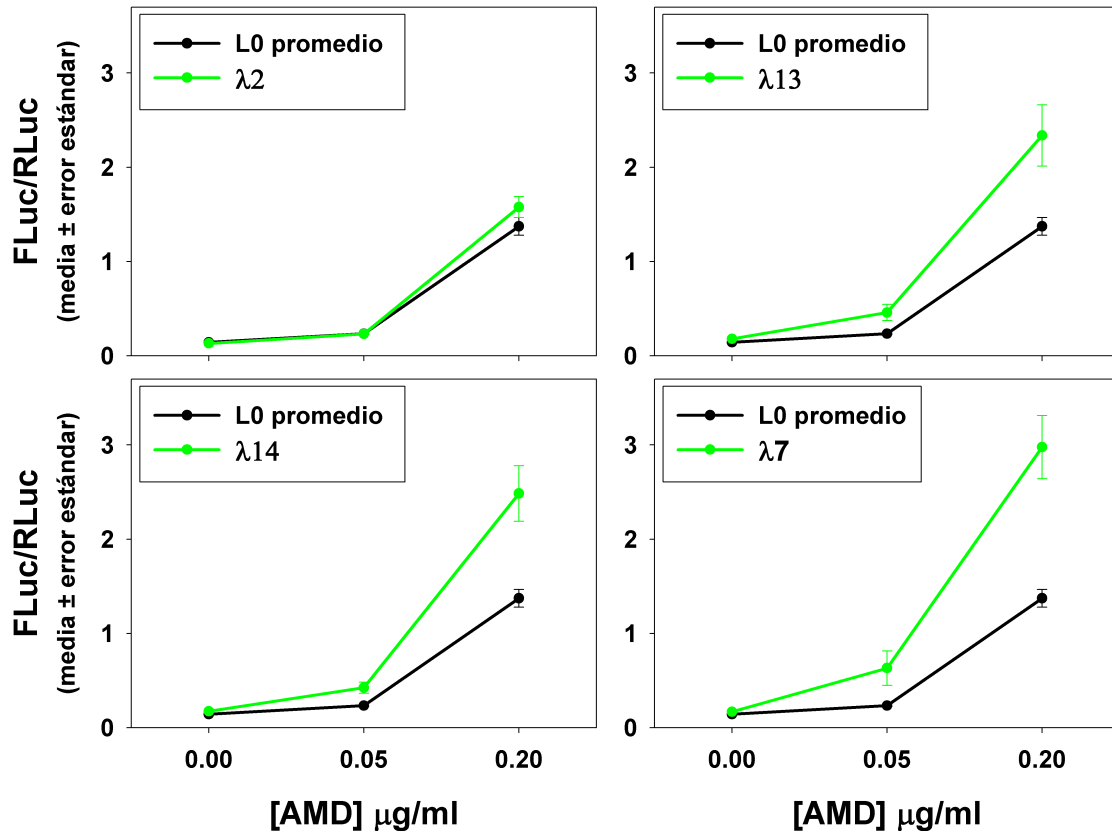 FLuc/RLuc
(media ± error estándar)
3
2
1
0
L0 promedio
λ2
3
2
1
0
L0 promedio
λ13
FLuc/RLuc
(media ± error estándar)
3
2
1
0
L0 promedio
λ14
0.00 0.05 0.20
[AMD] μg/ml
3
2
1
0
L0 promedio
λ7
0.00 0.05 0.20
[AMD] μg/ml